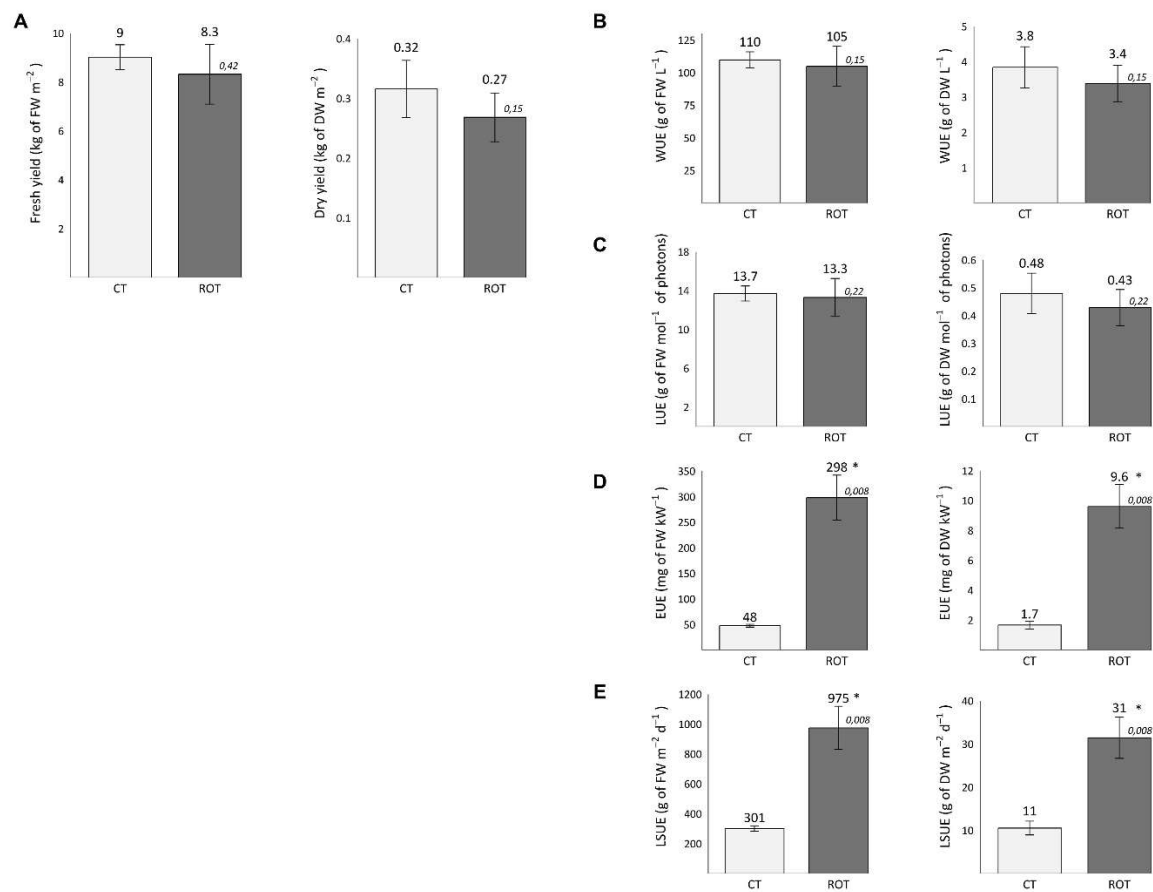 A
Fresh yield (kg of FW m⁻²)
10
8
6
4
2
9
8.3
0,42
CT
ROT
Dry yield (kg of DW m⁻²)
0.4
0.3
0.2
0.1
0.32
0.27
0,15
CT
ROT
B
WUE (g of FW L⁻¹)
125
100
75
50
25
110
105
0,15
CT
ROT
WUE (g of DW L⁻¹)
5
4
3
2
1
3.8
3.4
0,15
CT
ROT
C
LUE (g of FW mol⁻¹ of photons)
18
14
12
6
2
13.7
13.3
0,22
CT
ROT
LUE (g of DW mol⁻¹ of photons)
0.6
0.5
0.4
0.3
0.2
0.1
0.48
0.43
0,22
CT
ROT
D
EUE (mg of FW kW⁻¹)
350
300
250
200
150
100
50
48
298 *
0,008
CT
ROT
EUE (mg of DW kW⁻¹)
12
10
8
6
4
2
1.7
9.6 *
0,008
CT
ROT
E
LSUE (g of FW m⁻² d⁻¹)
1200
1000
800
600
400
200
301
975 *
0,008
CT
ROT
LSUE (g of DW m⁻² d⁻¹)
40
30
20
10
11
31 *
0,008
CT
ROT